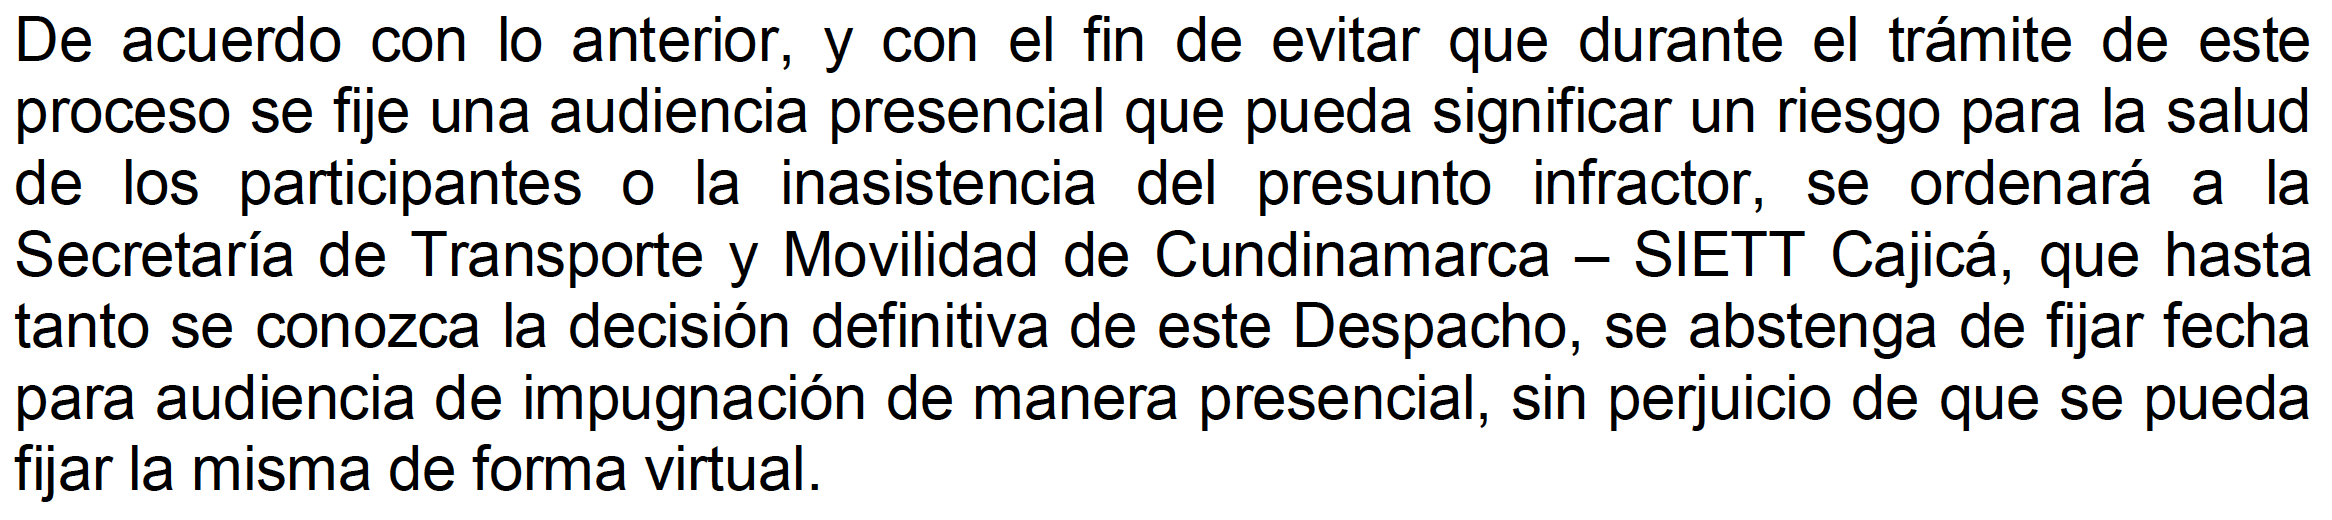 De acuerdo con lo anterior, y con el fin de evitar que durante el trámite de este
proceso se fije una audiencia presencial que pueda significar un riesgo para la salud
de los participantes o la inasistencia del presunto infractor, se ordenará a la
Secretaría de Transporte y Movilidad de Cundinamarca – SIETT Cajicá, que hasta
tanto se conozca la decisión definitiva de este Despacho, se abstenga de fijar fecha
para audiencia de impugnación de manera presencial, sin perjuicio de que se pueda
fijar la misma de forma virtual.